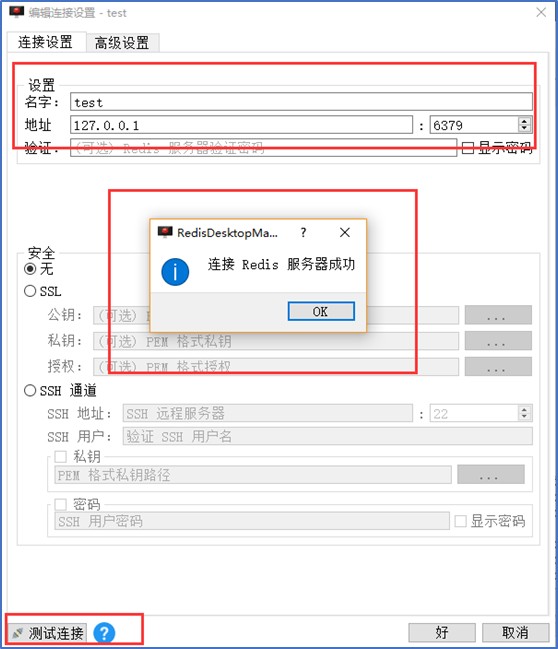 编辑连接设置 - test
连接设置 高级设置
设置
名字: test
地址 127.0.0.1 : 6379
验证: (可选) Redis 服务器验证密码 显示密码
RedisDesktopMa... ?
连接 Redis 服务器成功
OK
安全
无
SSL
公钥: (可选) ...
私钥: (可选) PEM 格式私钥 ...
授权: (可选) PEM 格式授权 ...
SSH 通道
SSH 地址: SSH 远程服务器 : 22
SSH 用户: 验证 SSH 用户名
私钥
PEM 格式私钥路径 ...
密码
SSH 用户密码 显示密码
测试连接 ? 好 取消